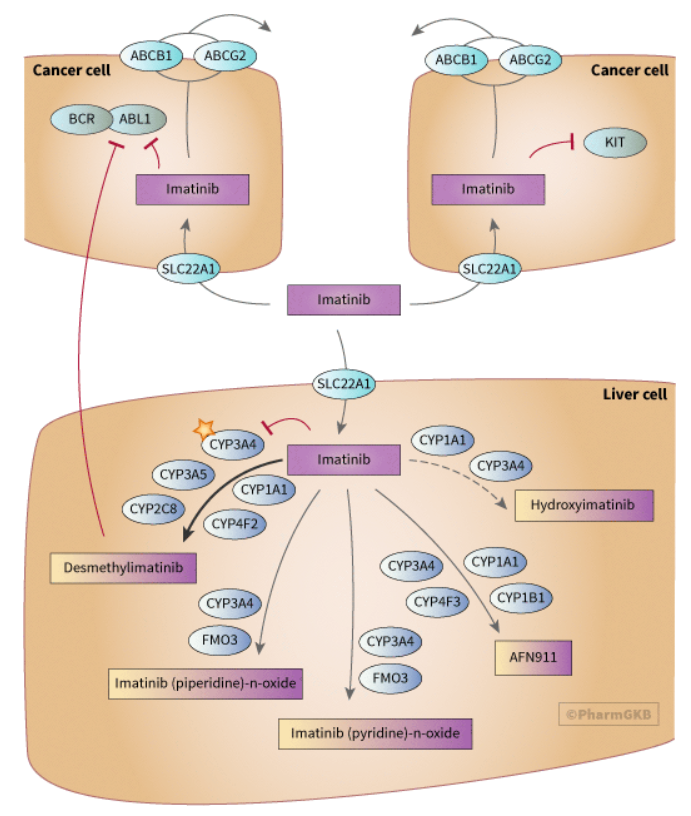 ABCB1
ABCG2
ABCB1
ABCG2
Cancer cell
Cancer cell
BCR
ABL1
KIT
Imatinib
Imatinib
SLC22A1
SLC22A1
Imatinib
SLC22A1
Liver cell
CYP3A4
CYP1A1
Imatinib
CYP3A4
CYP3A5
CYP1A1
CYP2C8
CYP4F2
Hydroxyimatinib
Desmethylimatinib
CYP3A4
CYP1A1
CYP3A4
CYP4F3
CYP1B1
FMO3
CYP3A4
AFN911
Imatinib (piperidine)-n-oxide
FMO3
©PharmGKB
Imatinib (pyridine)-n-oxide